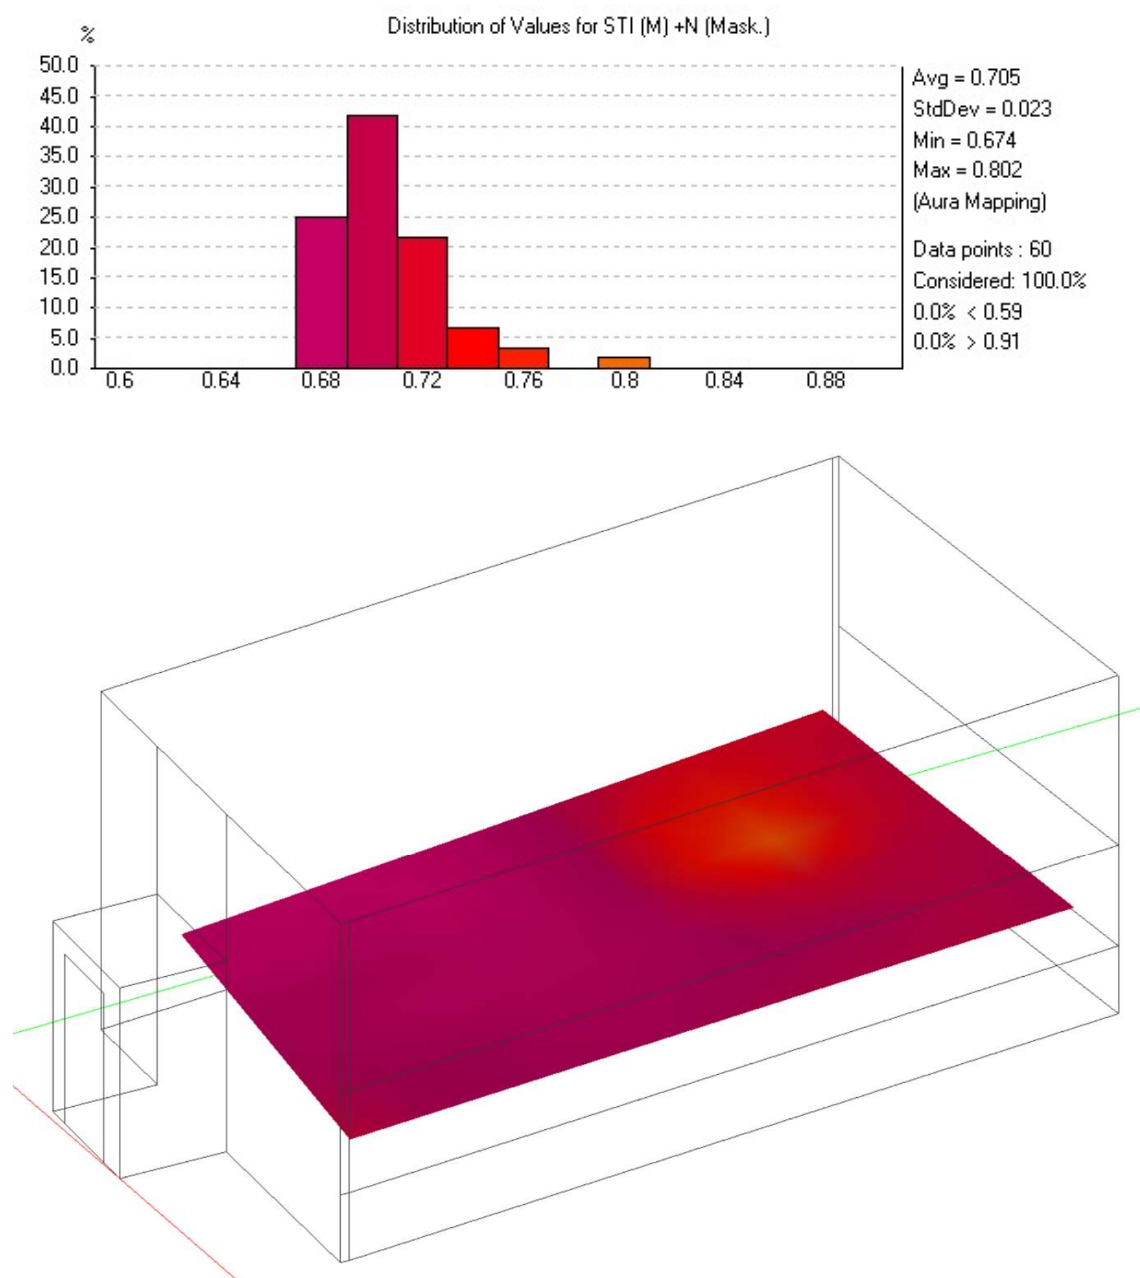 Distribution of Values for STI (M) +N (Mask.)
%
50.0
45.0
40.0
35.0
30.0
25.0
20.0
15.0
10.0
5.0
0.0
0.6 0.64 0.68 0.72 0.76 0.8 0.84 0.88
Avg = 0.705
StdDev = 0.023
Min = 0.674
Max = 0.802
(Aura Mapping)
Data points : 60
Considered: 100.0%
0.0% < 0.59
0.0% > 0.91